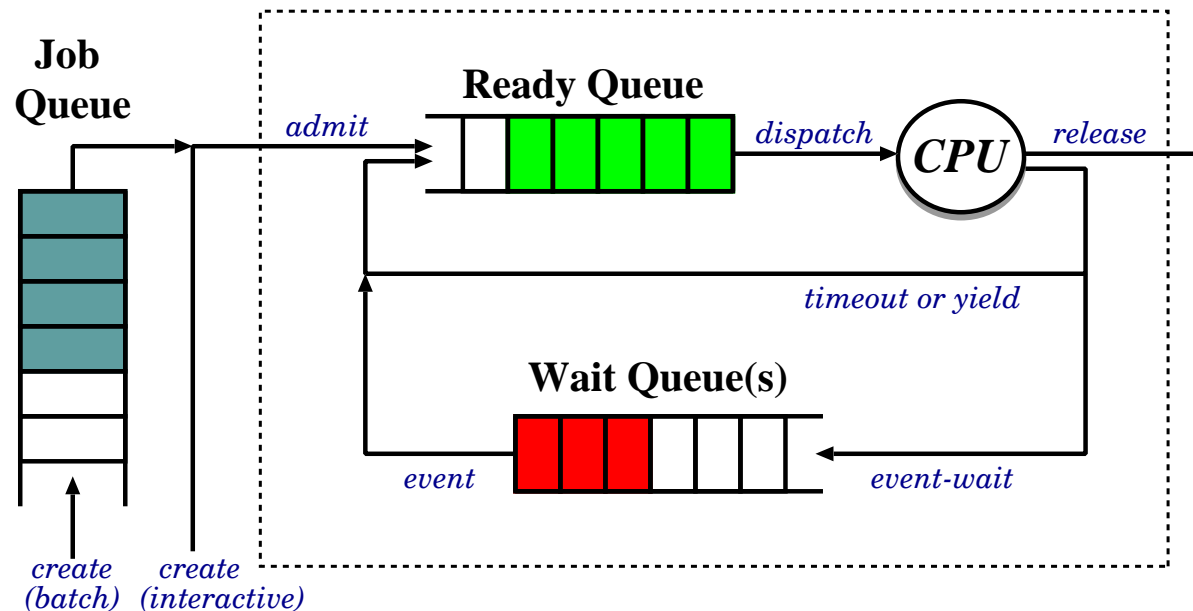 Job
Queue
Ready Queue
admit
dispatch
CPU
release
timeout or yield
Wait Queue(s)
event
event-wait
create
(batch)
create
(interactive)